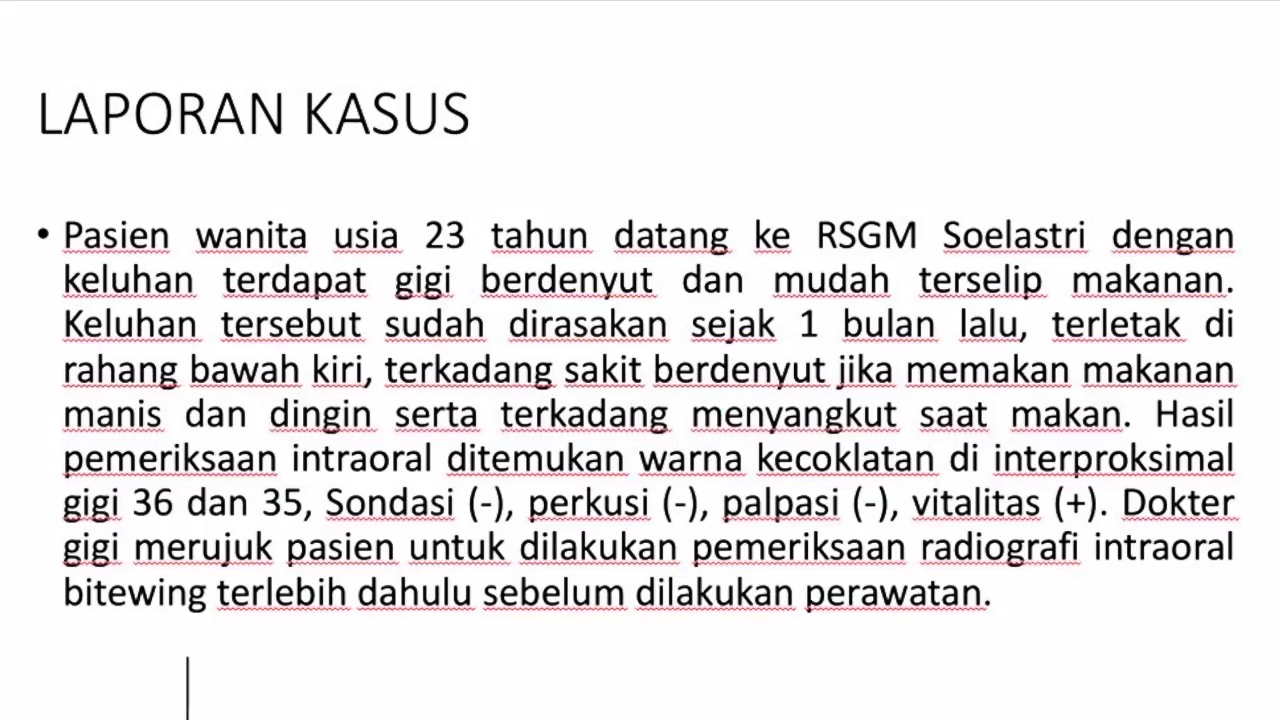 LAPORAN KASUS
• Pasien wanita usia 23 tahun datang ke RSGM Soelastri dengan
keluhan terdapat gigi berdenyut dan mudah terselip makanan.
Keluhan tersebut sudah dirasakan sejak 1 bulan lalu, terletak di
rahang bawah kiri, terkadang sakit berdenyut jika memakan makanan
manis dan dingin serta terkadang menyangkut saat makan. Hasil
pemeriksaan intraoral ditemukan warna kecoklatan di interproksimal
gigi 36 dan 35, Sondasi (-), perkusi (-), palpasi (-), vitalitas (+). Dokter
gigi merujuk pasien untuk dilakukan pemeriksaan radiografi intraoral
bitewing terlebih dahulu sebelum dilakukan perawatan.